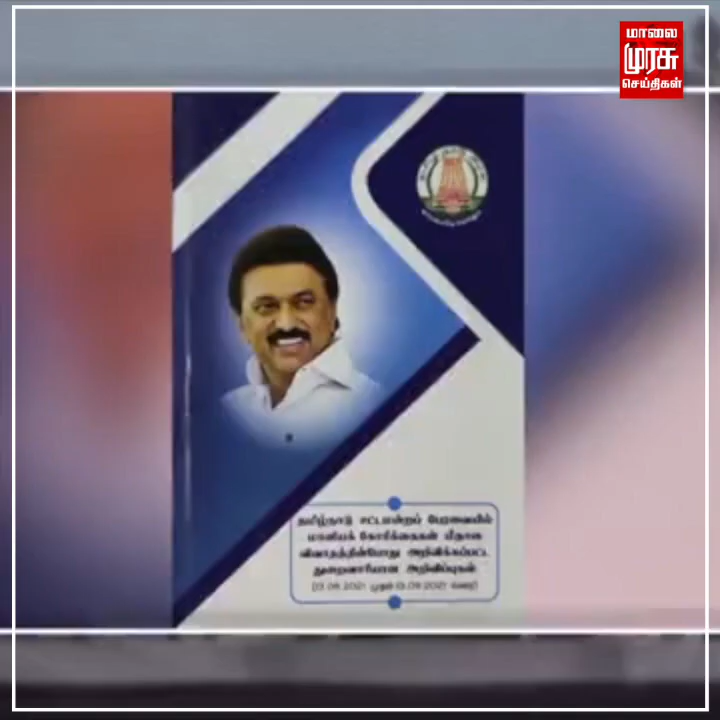 மாலை
முரசு
செய்திகள்
தமிழ்நாடு சட்டமன்றப் பேரவையில்
மானியக் கோரிக்கைகள் மீதான
விவாதத்தின்போது அறிவிக்கப்பட்ட
துறைவாரியான அறிவிப்புகள்